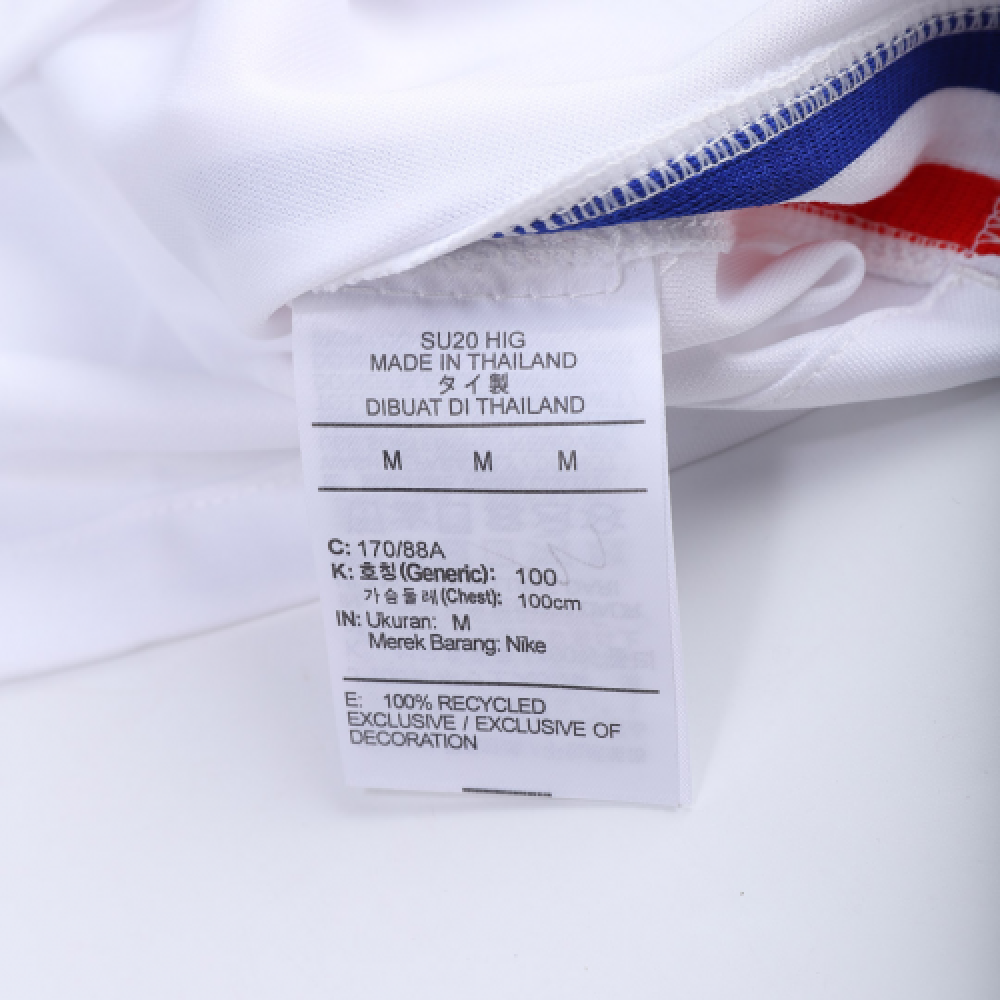 SU20 HIG
MADE IN THAILAND
タイ製
DIBUAT DI THAILAND
M M M
C: 170/88A
K: 호칭(Generic): 100
가슴둘레(Chest): 100cm
IN: Ukuran: M
Merek Barang: Nike
E: 100% RECYCLED
EXCLUSIVE / EXCLUSIVE OF
DECORATION